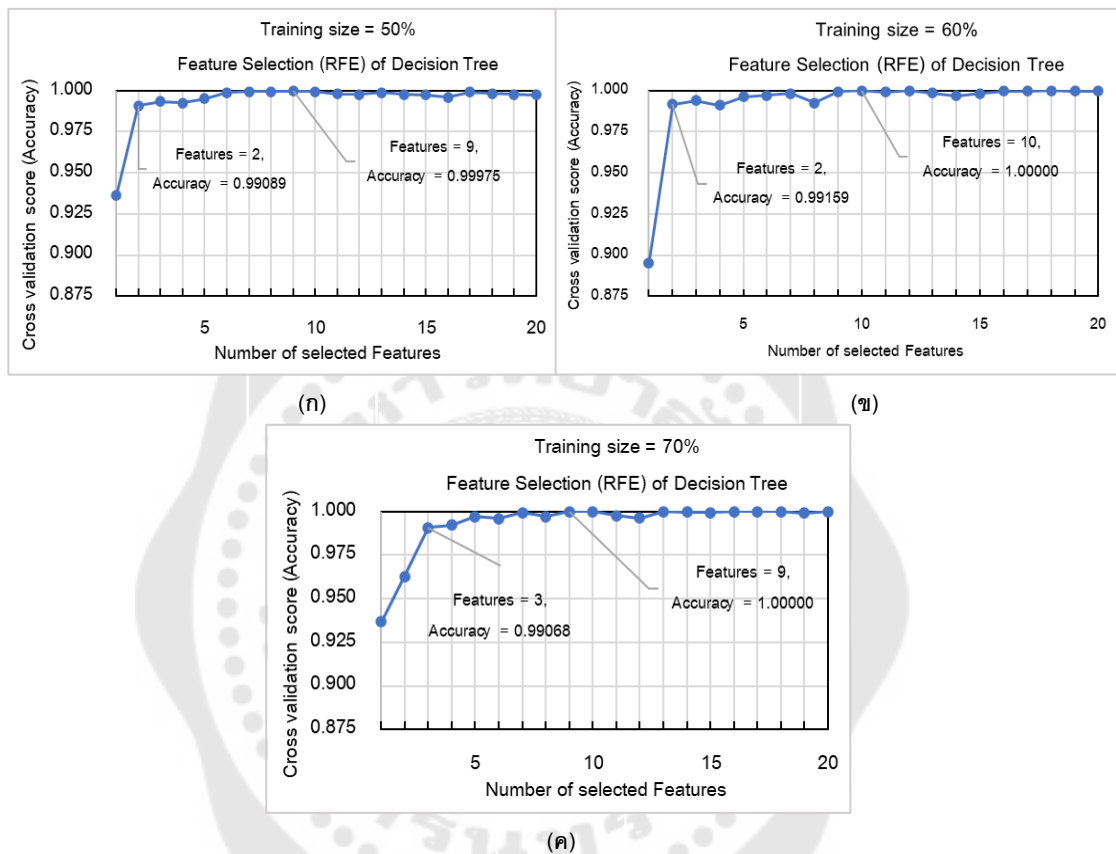 Training size = 50%
Feature Selection (RFE) of Decision Tree
Cross validation score (Accuracy)
1.000
0.975
0.950
0.925
0.900
0.875
Features = 2,
Accuracy = 0.99089
Features = 9,
Accuracy = 0.99975
5
10
15
20
Number of selected Features
(ก)
Training size = 60%
Feature Selection (RFE) of Decision Tree
Cross validation score (Accuracy)
1.000
0.975
0.950
0.925
0.900
0.875
Features = 2,
Accuracy = 0.99159
Features = 10,
Accuracy = 1.00000
5
10
15
20
Number of selected Features
(ข)
Training size = 70%
Feature Selection (RFE) of Decision Tree
Cross validation score (Accuracy)
1.000
0.975
0.950
0.925
0.900
0.875
Features = 3,
Accuracy = 0.99068
Features = 9,
Accuracy = 1.00000
5
10
15
20
Number of selected Features
(ค)